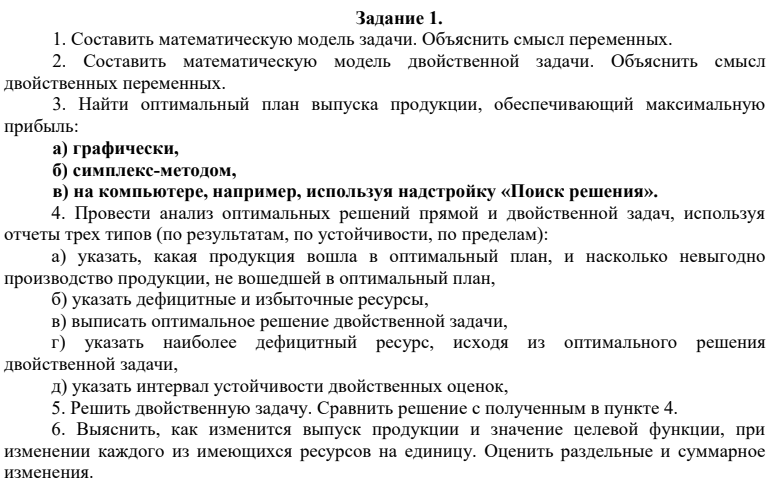 Задание 1.
1. Составить математическую модель задачи. Объяснить смысл переменных.
2. Составить математическую модель двойственной задачи. Объяснить смысл
двойственных переменных.
3. Найти оптимальный план выпуска продукции, обеспечивающий максимальную
прибыль:
а) графически,
б) симплекс-методом,
в) на компьютере, например, используя надстройку «Поиск решения».
4. Провести анализ оптимальных решений прямой и двойственной задач, используя
отчеты трех типов (по результатам, по устойчивости, по пределам):
а) указать, какая продукция вошла в оптимальный план, и насколько невыгодно
производство продукции, не вошедшей в оптимальный план,
б) указать дефицитные и избыточные ресурсы,
в) выписать оптимальное решение двойственной задачи,
г) указать наиболее дефицитный ресурс, исходя из оптимального решения
двойственной задачи,
д) указать интервал устойчивости двойственных оценок,
5. Решить двойственную задачу. Сравнить решение с полученным в пункте 4.
6. Выяснить, как изменится выпуск продукции и значение целевой функции, при
изменении каждого из имеющихся ресурсов на единицу. Оценить раздельные и суммарное
изменения.